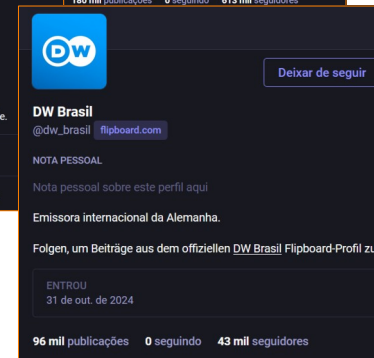 180 mil publicações 0 seguindo 613 mil seguidores
DW
Deixar de seguir
e.
DW Brasil
@dw_brasil flipboard.com
NOTA PESSOAL
Nota pessoal sobre este perfil aqui
Emissora internacional da Alemanha.
Folgen, um Beiträge aus dem offiziellen DW Brasil Flipboard-Profil zu
ENTROU
31 de out. de 2024
96 mil publicações 0 seguindo 43 mil seguidores